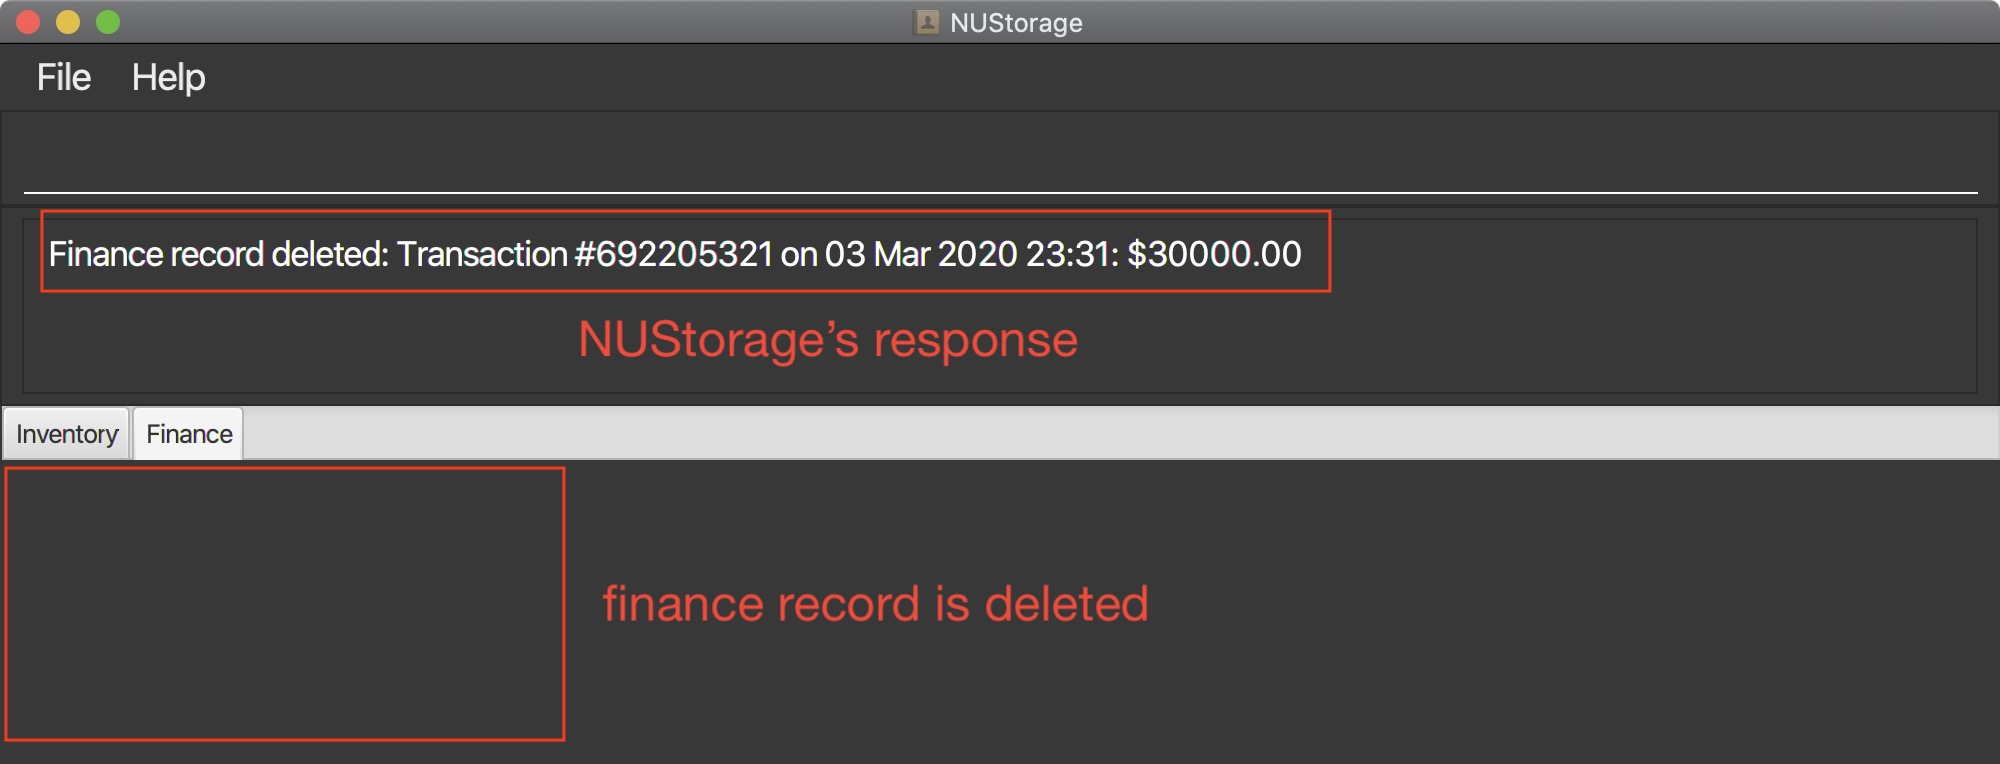 NUStorage
File Help
Finance record deleted: Transaction #692205321 on 03 Mar 2020 23:31: $30000.00
NUStorage’s response
Inventory Finance
finance record is deleted